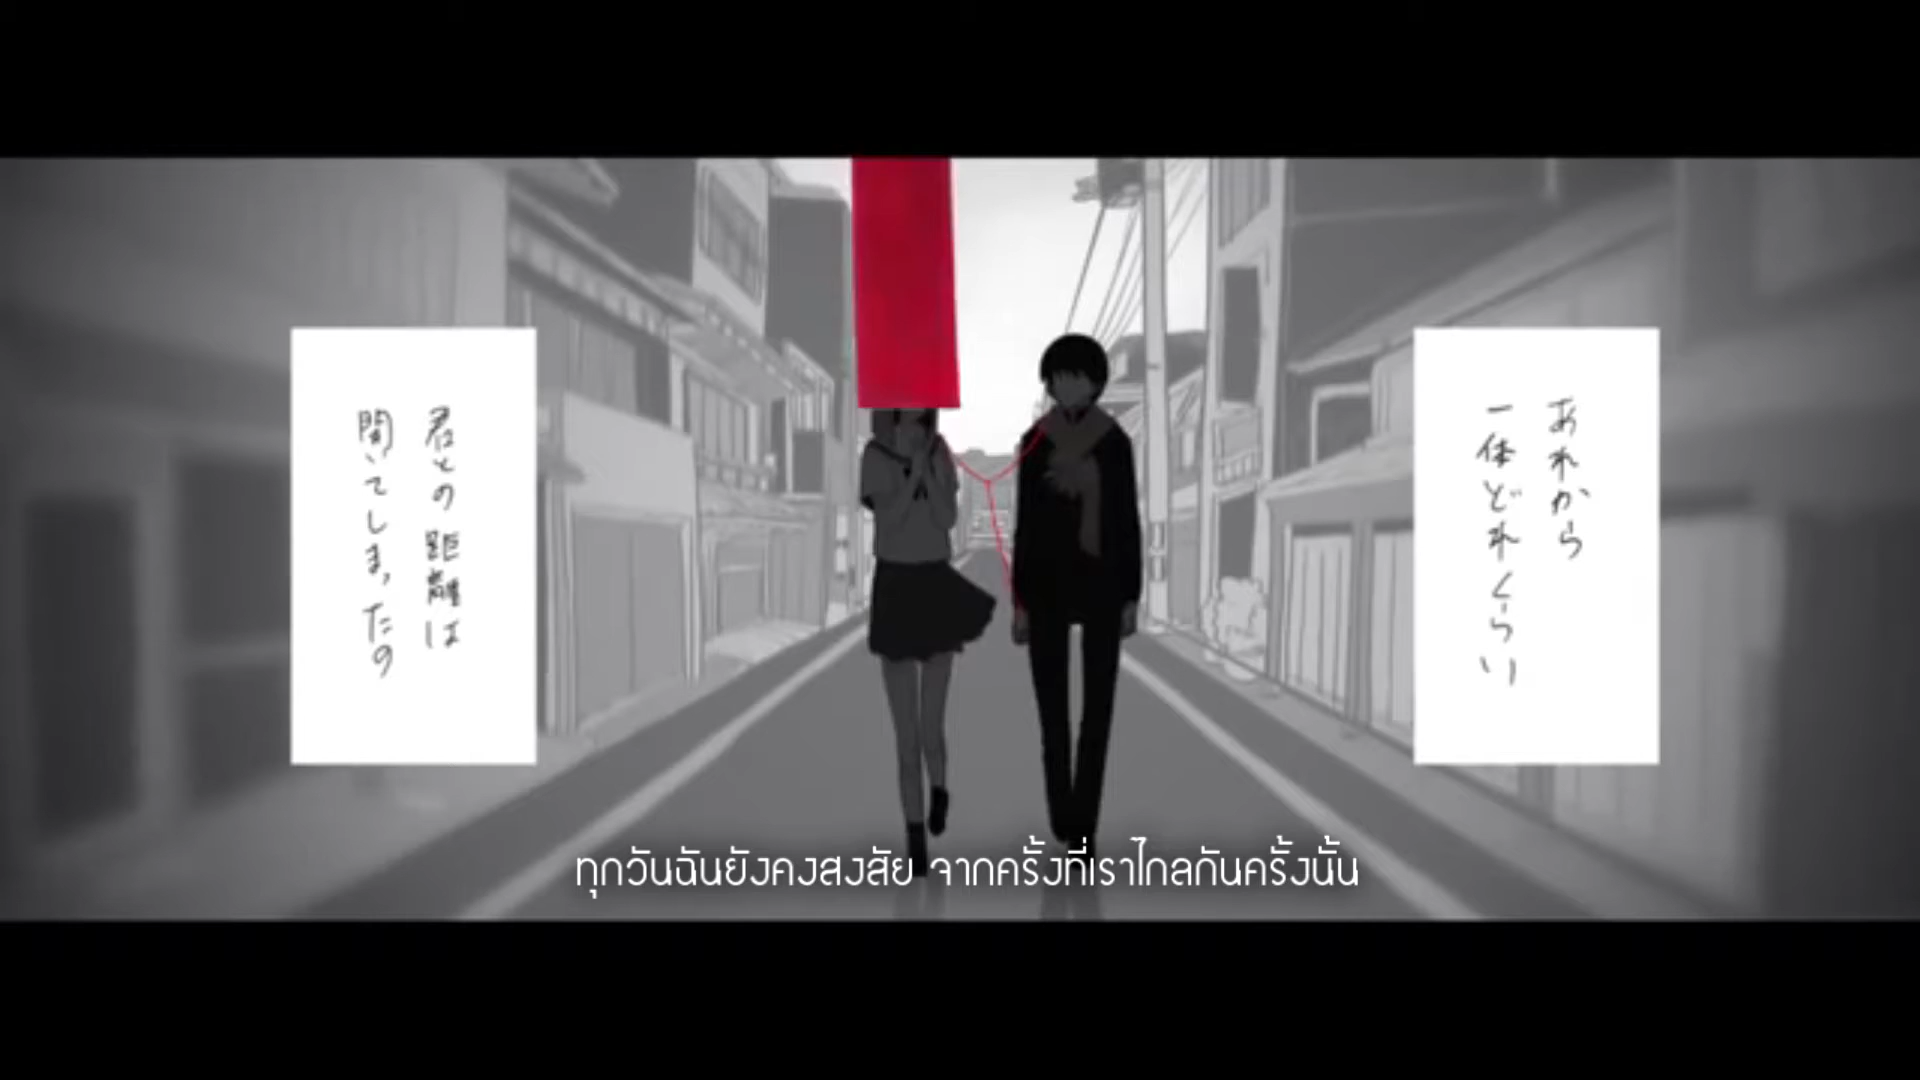 あれから
一体どれくらい
君との距離は
開いてしまったの
ทุกวันฉันยังคงสงสัย จากครั้งที่เราไกลกันครั้งนั้น